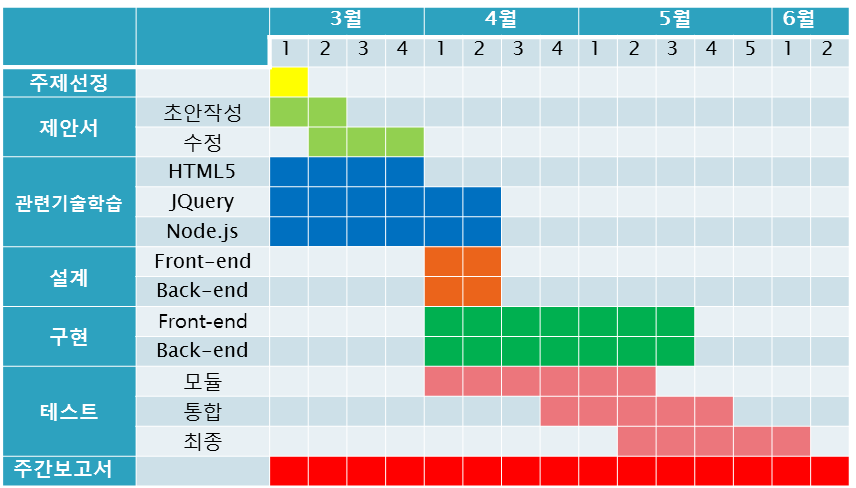 3월 4월 5월 6월
1 2 3 4 1 2 3 4 1 2 3 4 5 1 2
주제선정
제안서 초안작성
수정
관련기술학습 HTML5
JQuery
Node.js
설계 Front-end
Back-end
구현 Front-end
Back-end
테스트 모듈
통합
최종
주간보고서